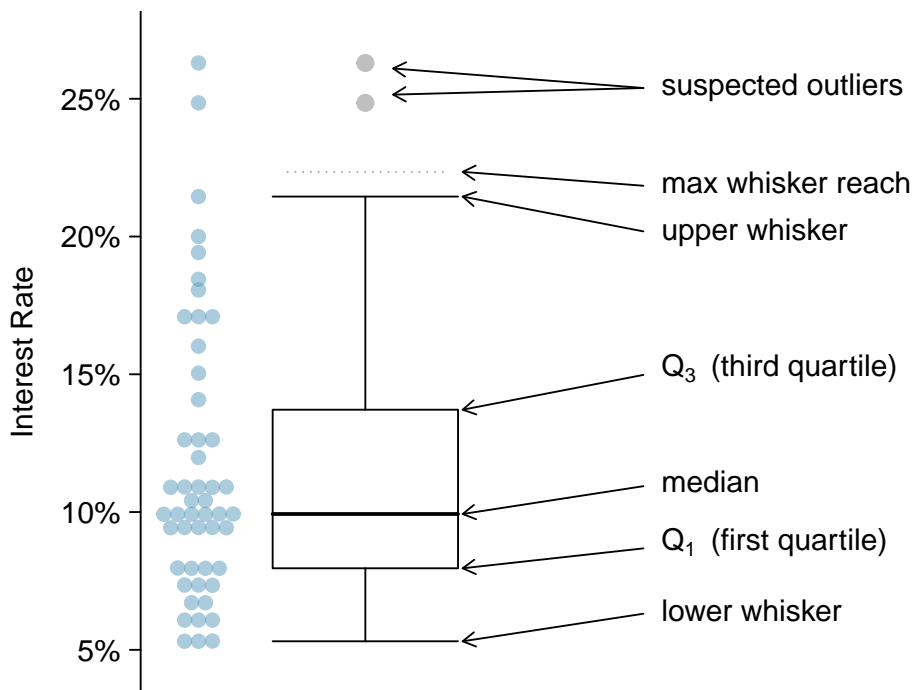 suspected outliers
25%
max whisker reach
upper whisker
20%
Q₃ (third quartile)
15%
Interest Rate
median
10%
Q₁ (first quartile)
lower whisker
5%